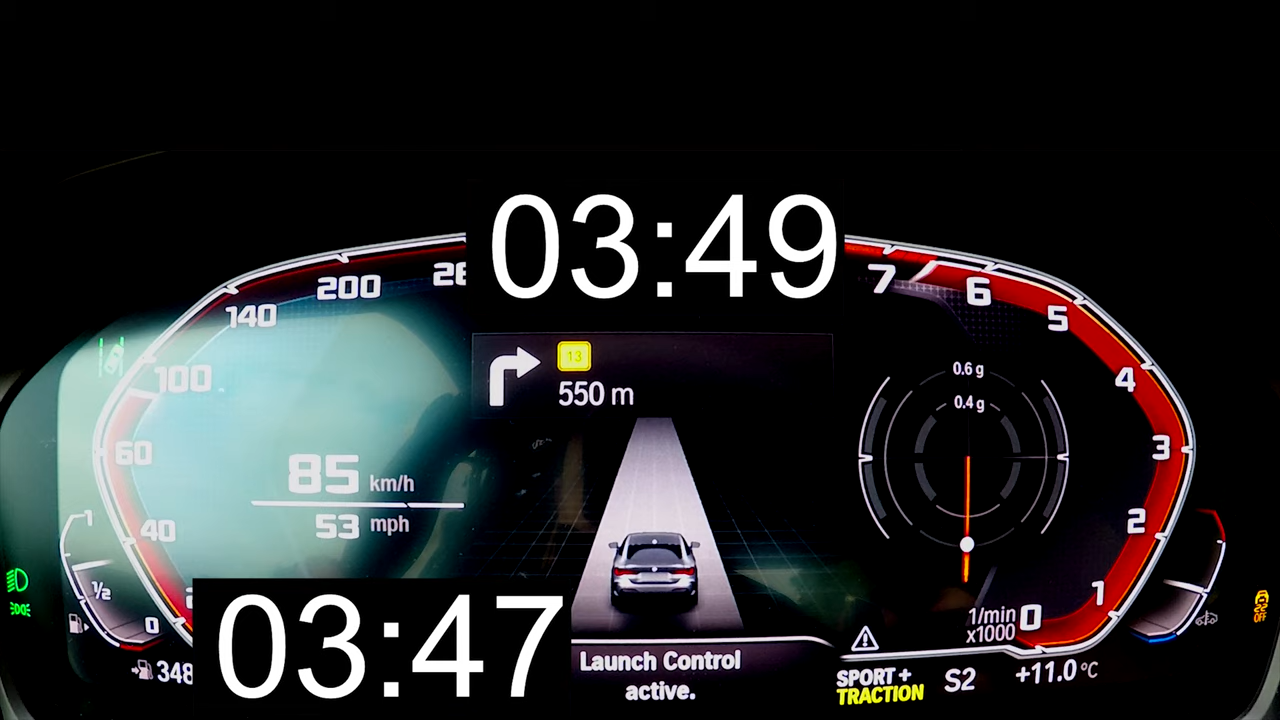 03:49
200
140
7
6
5
13
550 m
0.6 g
0.4 g
100
4
60
3
85 km/h
53 mph
40
2
1
1/2
0
1
1/min
x1000
0
OFF
03:47
348
Launch Control
active.
SPORT +
TRACTION
S2
+11.0 °C